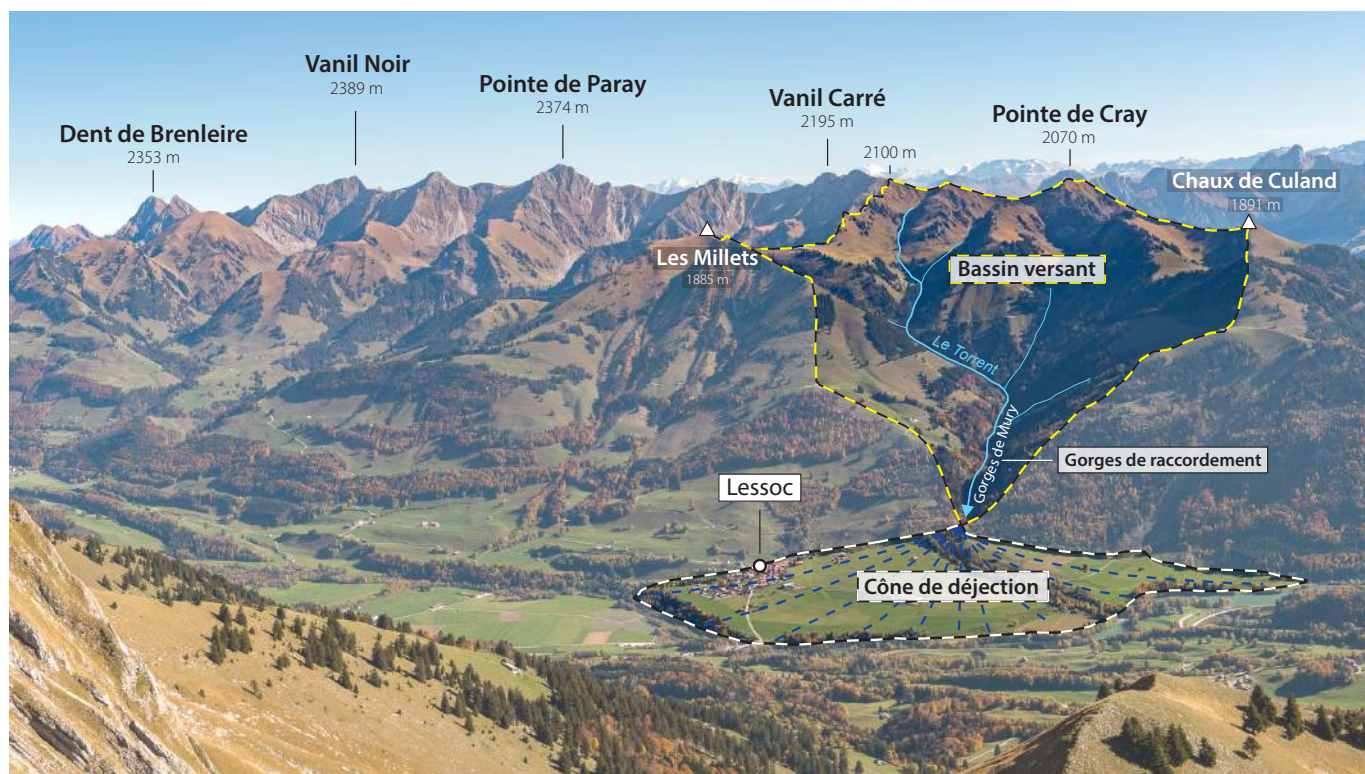 Vanil Noir
2389 m
Pointe de Paray
2374 m
Vanil Carré
2195 m
Pointe de Cray
2070 m
Dent de Brenleire
2353 m
2100 m
Chaux de Culand
1891 m
Les Millets
1885 m
Bassin versant
Le Torrent
Gorges de Mury
Gorges de raccordement
Lessoc
Cône de déjection